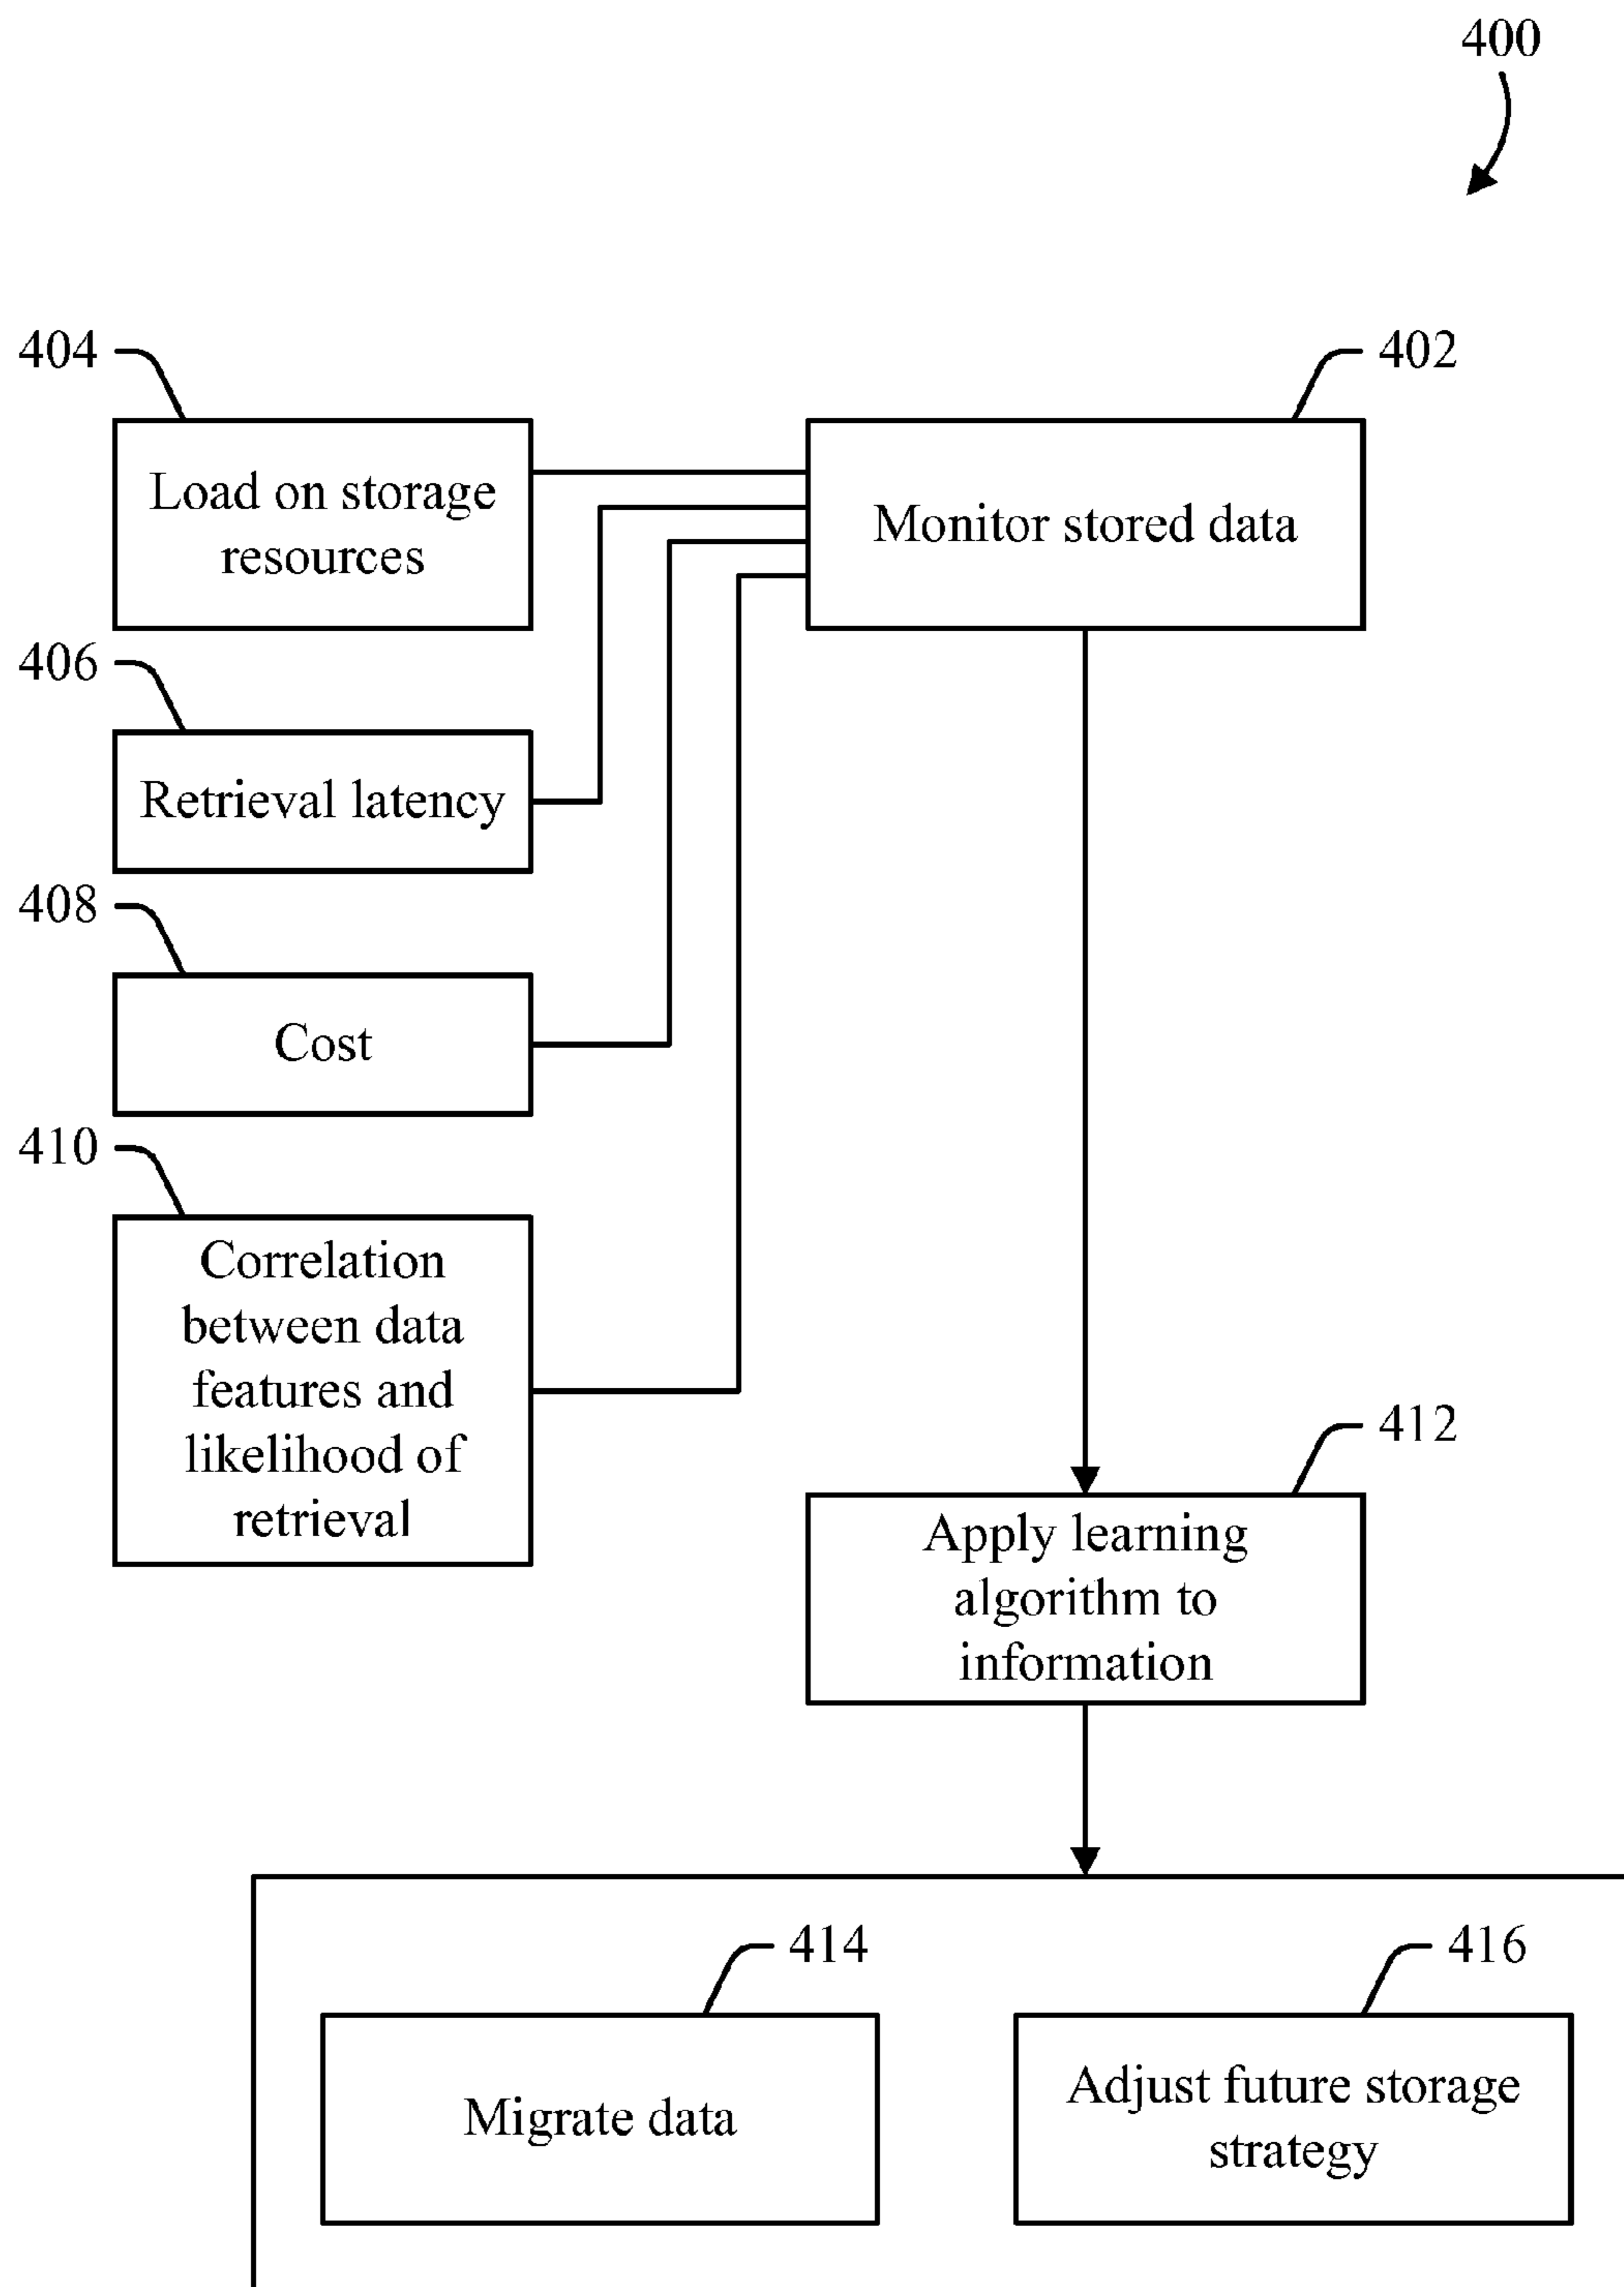 400
404
402
Load on storage
resources
Monitor stored data
406
Retrieval latency
408
Cost
410
Correlation
between data
features and
likelihood of
retrieval
412
Apply learning
algorithm to
information
414
416
Migrate data
Adjust future storage
strategy